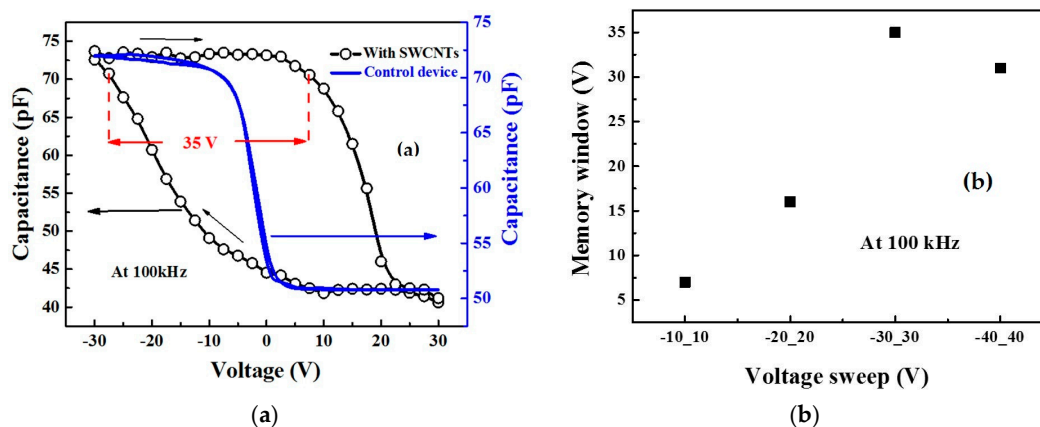 With SWCNTs
Control device
35 V
(a)
At 100kHz
Capacitance (pF)
75
70
65
60
55
50
45
40
-30 -20 -10 0 10 20 30
Voltage (V)
Capacitance (pF)
75
70
65
60
55
50
(a)
Memory window (V)
35
30
25
20
15
10
5
(b)
At 100 kHz
-10_10 -20_20 -30_30 -40_40
Voltage sweep (V)
(b)